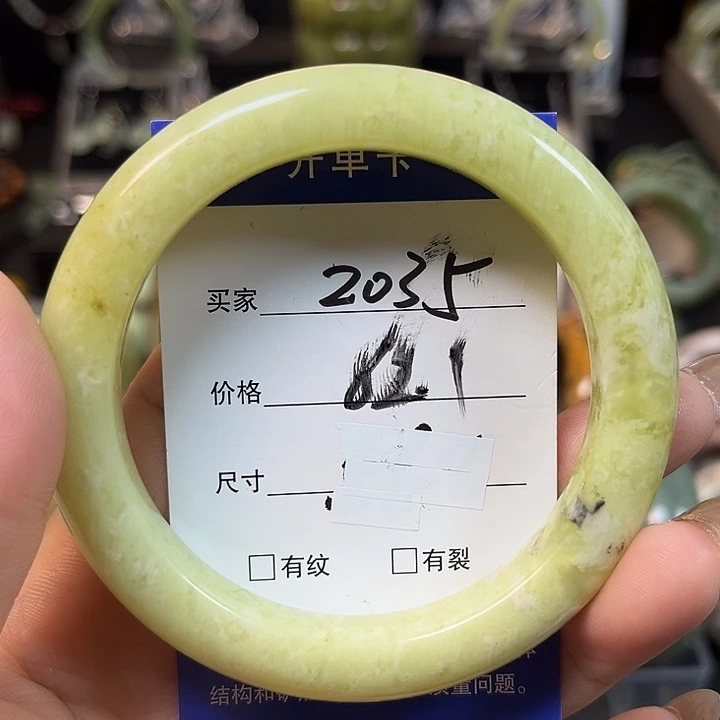 开单卡
买家 2035
价格
尺寸
□有纹 □有裂
结构和矿 质量问题。